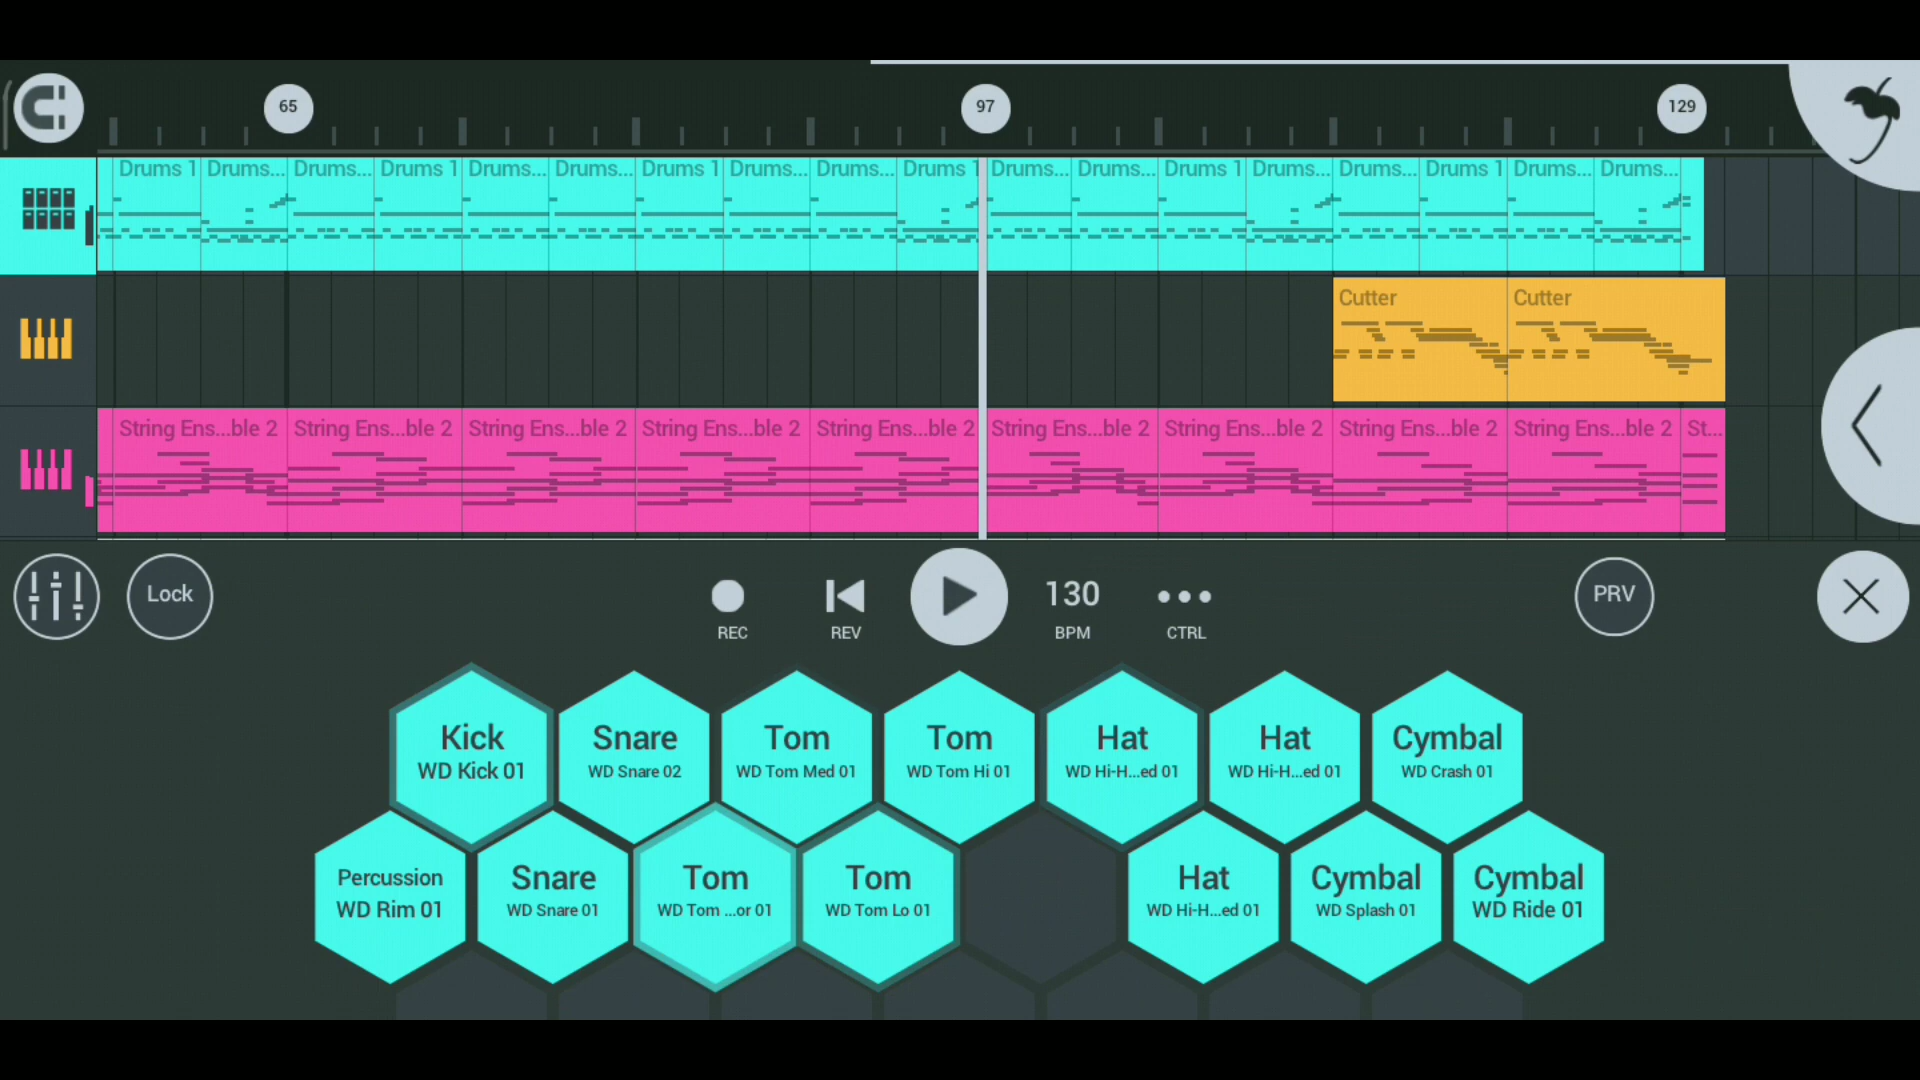 65 97 129
Drums 1 Drums... Drums... Drums 1 Drums... Drums... Drums 1 Drums... Drums... Drums 1 Drums... Drums... Drums 1 Drums... Drums... Drums 1 Drums... Drums...
Cutter Cutter
String Ens...ble 2 String Ens...ble 2 String Ens...ble 2 String Ens...ble 2 String Ens...ble 2 String Ens...ble 2 String Ens...ble 2 String Ens...ble 2 String Ens...ble 2 St...
Lock 130 PRV
REC REV BPM CTRL
Kick Snare Tom Tom Hat Hat Cymbal
WD Kick 01 WD Snare 02 WD Tom Med 01 WD Tom Hi 01 WD Hi-H...ed 01 WD Hi-H...ed 01 WD Crash 01
Percussion Snare Tom Tom Hat Cymbal Cymbal
WD Rim 01 WD Snare 01 WD Tom ...or 01 WD Tom Lo 01 WD Hi-H...ed 01 WD Splash 01 WD Ride 01